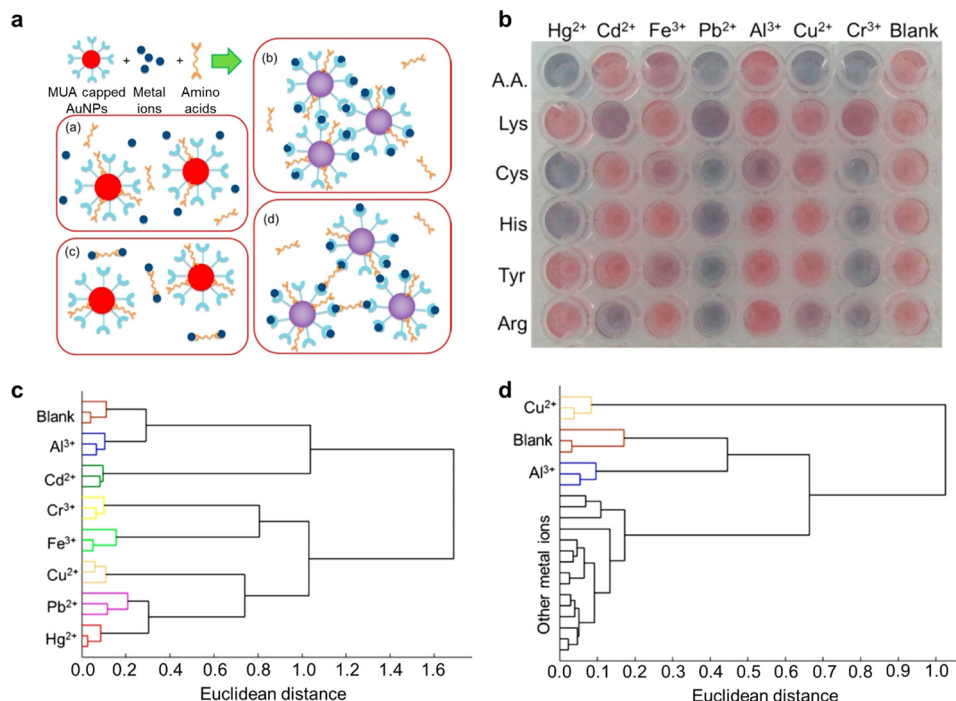 a
MUA capped
AuNPs
+
Metal
ions
+
Amino
acids
(a)
(b)
(c)
(d)
b
Hg²⁺ Cd²⁺ Fe³⁺ Pb²⁺ Al³⁺ Cu²⁺ Cr³⁺ Blank
A.A.
Lys
Cys
His
Tyr
Arg
c
Blank
Al³⁺
Cd²⁺
Cr³⁺
Fe³⁺
Cu²⁺
Pb²⁺
Hg²⁺
0.0 0.2 0.4 0.6 0.8 1.0 1.2 1.4 1.6
Euclidean distance
d
Cu²⁺
Blank
Al³⁺
Other metal ions
0.0 0.1 0.2 0.3 0.4 0.5 0.6 0.7 0.8 0.9 1.0
Euclidean distance